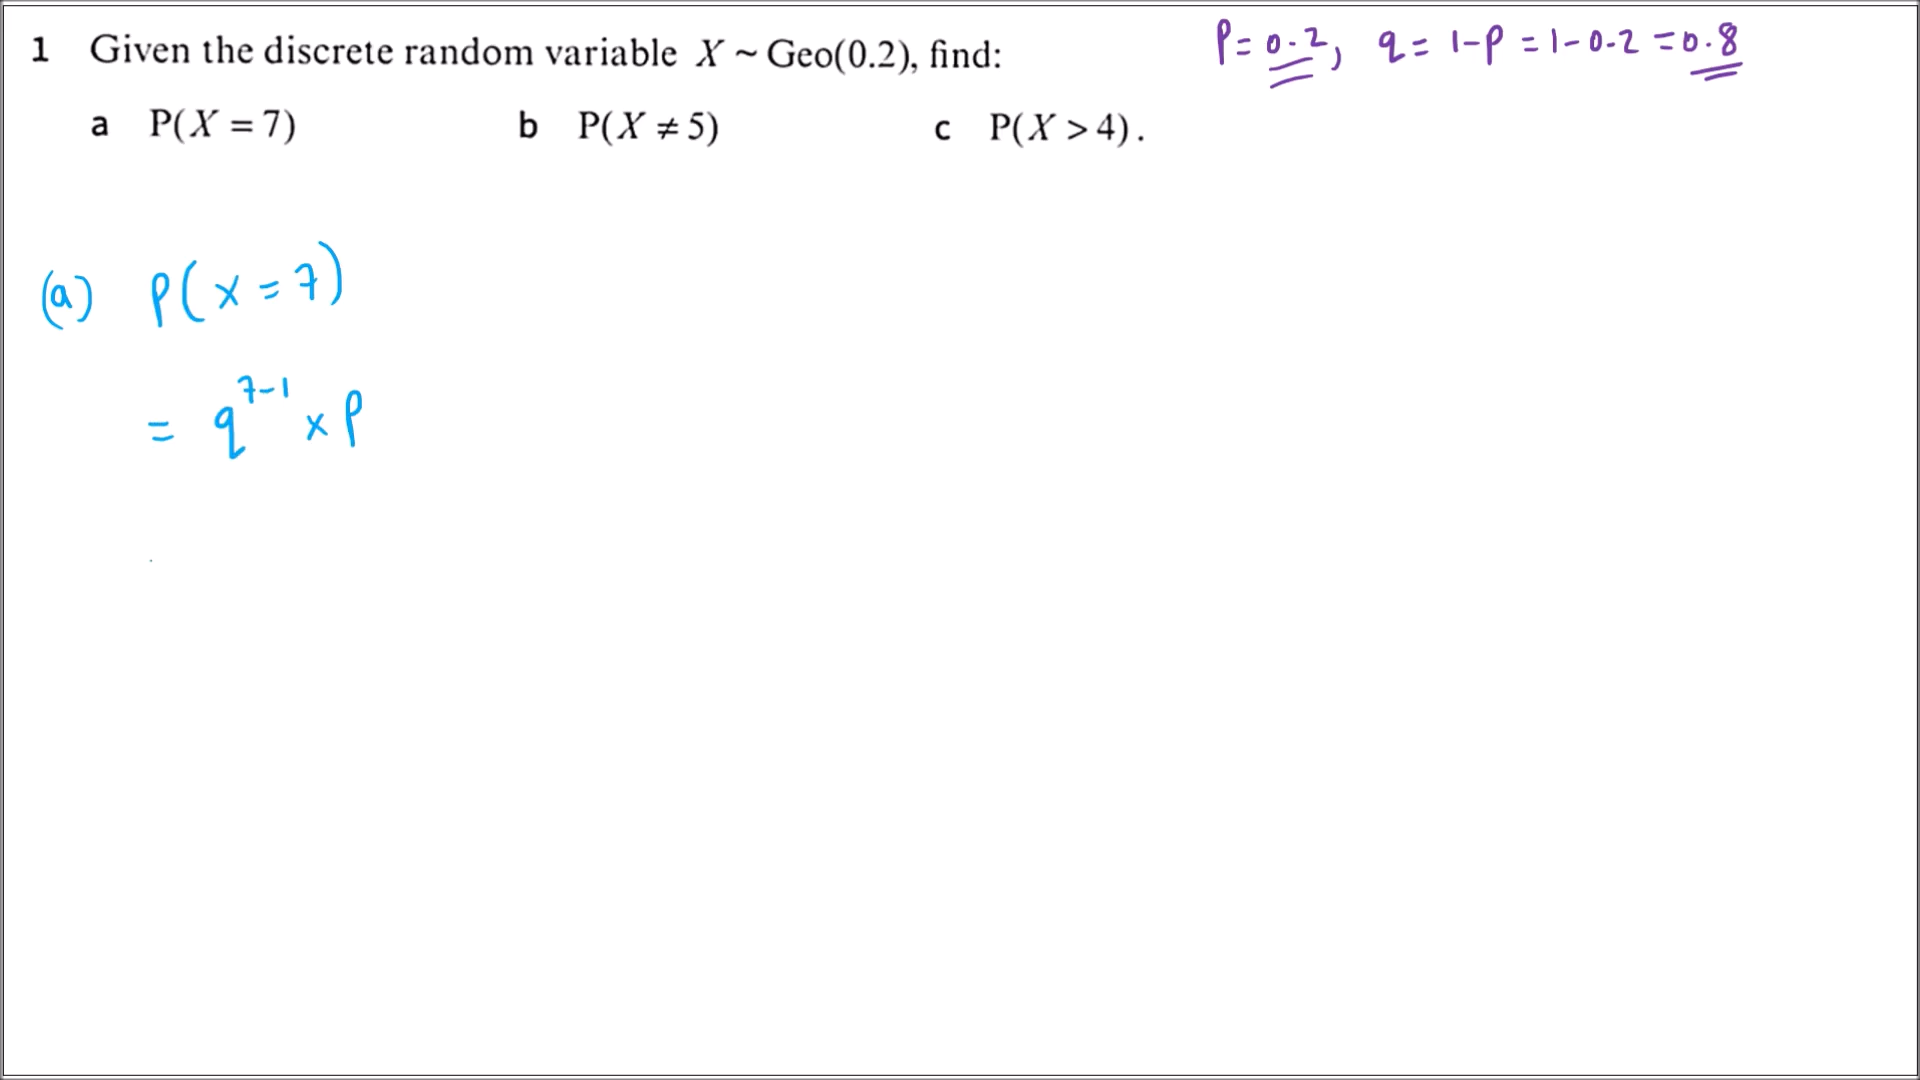 1 Given the discrete random variable X ~ Geo(0.2), find: P = 0.2, q = 1-P = 1-0.2 = 0.8
a P(X = 7) b P(X ≠ 5) c P(X > 4).
(a) P(x = 7)
= q^{7-1} × P